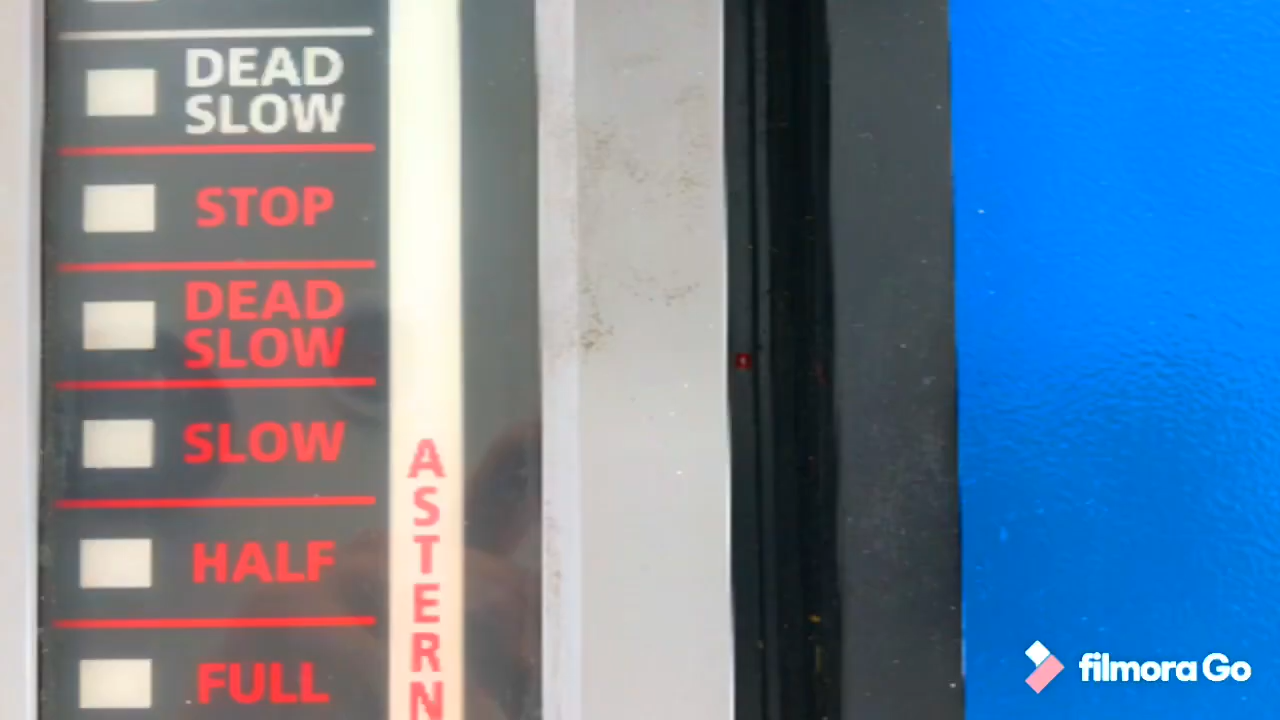 DEAD
SLOW
STOP
DEAD
SLOW
SLOW
HALF
FULL
ASTERN
filmora Go